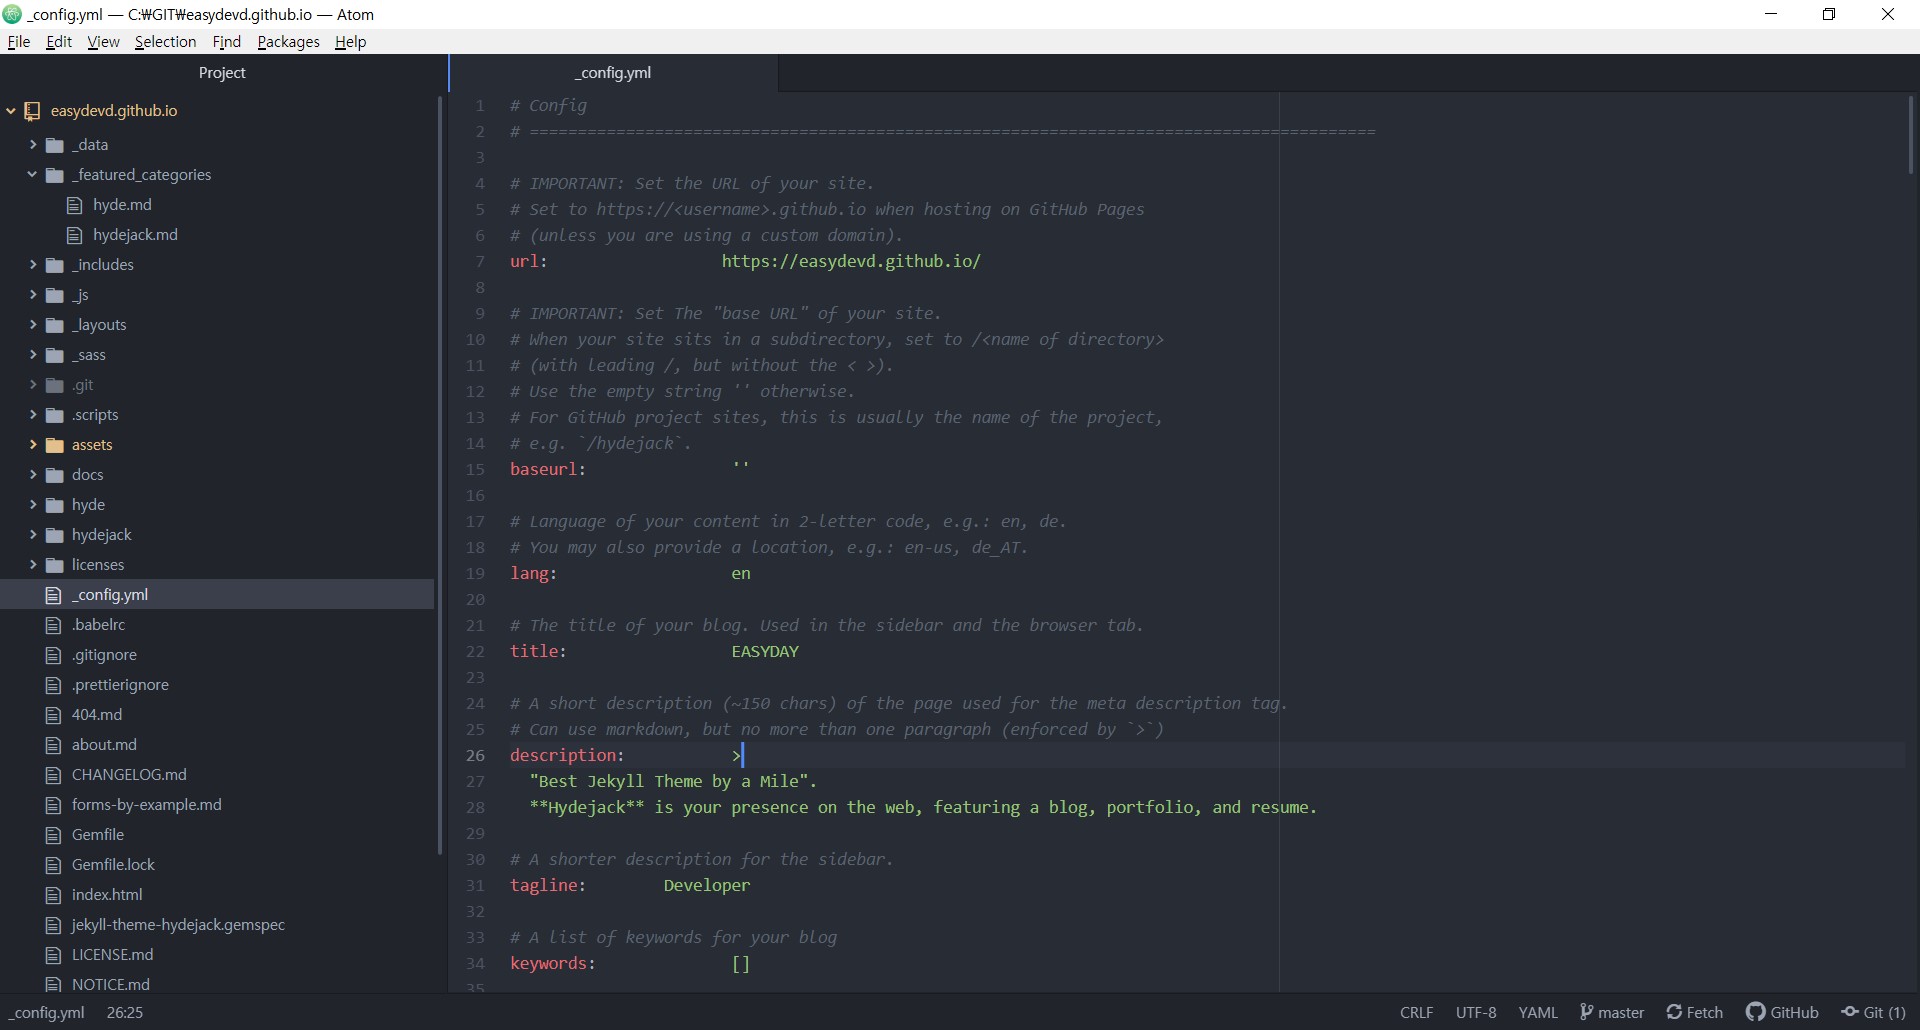 _config.yml — C:₩GIT₩easydevd.github.io — Atom
File Edit View Selection Find Packages Help
Project
easydevd.github.io
_data
_featured_categories
hyde.md
hydejack.md
_includes
_js
_layouts
_sass
.git
.scripts
assets
docs
hyde
hydejack
licenses
_config.yml
.babelrc
.gitignore
.prettierignore
404.md
about.md
CHANGELOG.md
forms-by-example.md
Gemfile
Gemfile.lock
index.html
jekyll-theme-hydejack.gemspec
LICENSE.md
NOTICE.md
_config.yml
1 # Config
2 # ========================================================================================
3
4 # IMPORTANT: Set the URL of your site.
5 # Set to https://<username>.github.io when hosting on GitHub Pages
6 # (unless you are using a custom domain).
7 url: https://easydevd.github.io/
8
9 # IMPORTANT: Set The "base URL" of your site.
10 # When your site sits in a subdirectory, set to /<name of directory>
11 # (with leading /, but without the < >).
12 # Use the empty string '' otherwise.
13 # For GitHub project sites, this is usually the name of the project,
14 # e.g. `/hydejack`.
15 baseurl: ''
16
17 # Language of your content in 2-letter code, e.g.: en, de.
18 # You may also provide a location, e.g.: en-us, de_AT.
19 lang: en
20
21 # The title of your blog. Used in the sidebar and the browser tab.
22 title: EASYDAY
23
24 # A short description (~150 chars) of the page used for the meta description tag.
25 # Can use markdown, but no more than one paragraph (enforced by `>`)
26 description: >
27 "Best Jekyll Theme by a Mile".
28 **Hydejack** is your presence on the web, featuring a blog, portfolio, and resume.
29
30 # A shorter description for the sidebar.
31 tagline: Developer
32
33 # A list of keywords for your blog
34 keywords: []
35
_config.yml 26:25 CRLF UTF-8 YAML master Fetch GitHub Git (1)